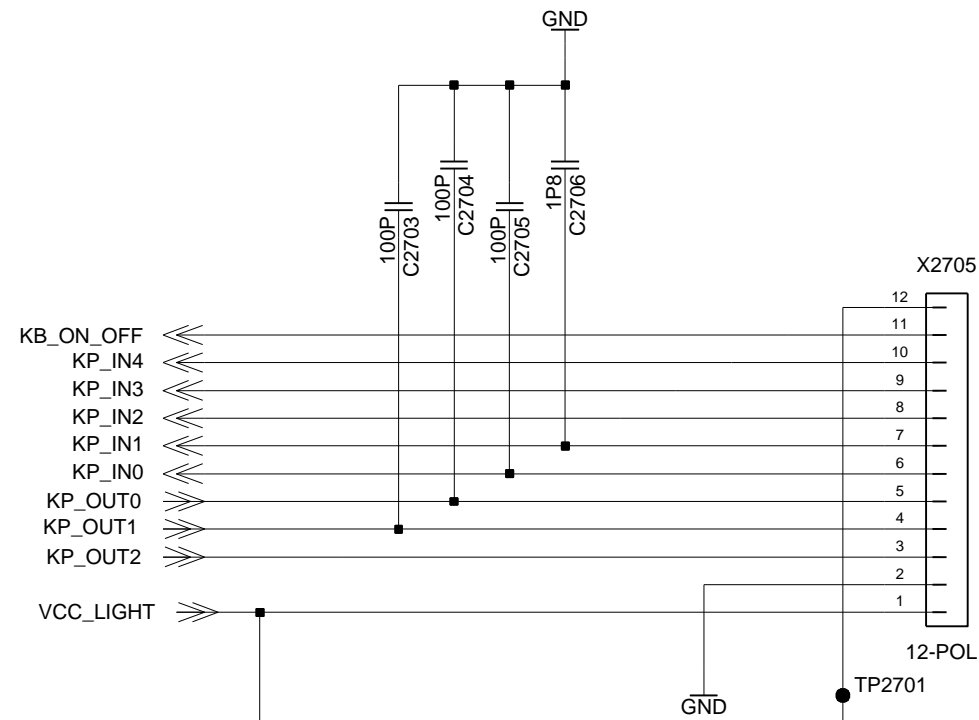 GND
100P
C2703
100P
C2704
100P
C2705
1P8
C2706
X2705
12
KB_ON_OFF
11
KP_IN4
10
KP_IN3
9
KP_IN2
8
KP_IN1
7
KP_IN0
6
KP_OUT0
5
KP_OUT1
4
KP_OUT2
3
2
VCC_LIGHT
1
12-POL
TP2701
GND